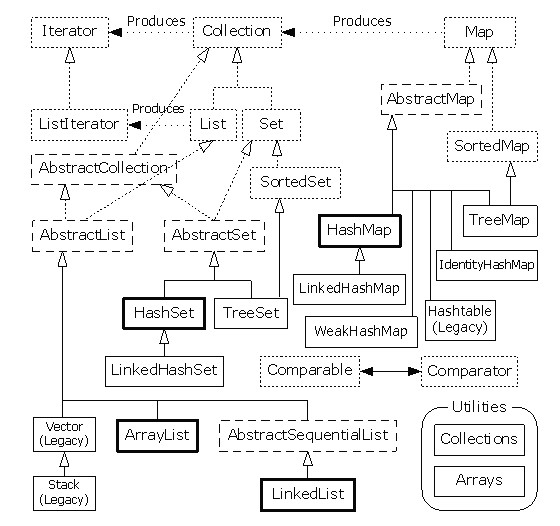 Iterator
Produces
Collection
Produces
Map
AbstractMap
ListIterator
Produces
List
Set
SortedMap
AbstractCollection
SortedSet
AbstractList
AbstractSet
HashMap
TreeMap
IdentityHashMap
LinkedHashMap
HashSet
TreeSet
WeakHashMap
Hashtable
(Legacy)
LinkedHashSet
Comparable
Comparator
Vector
(Legacy)
ArrayList
AbstractSequentialList
Utilities
Collections
Stack
(Legacy)
LinkedList
Arrays